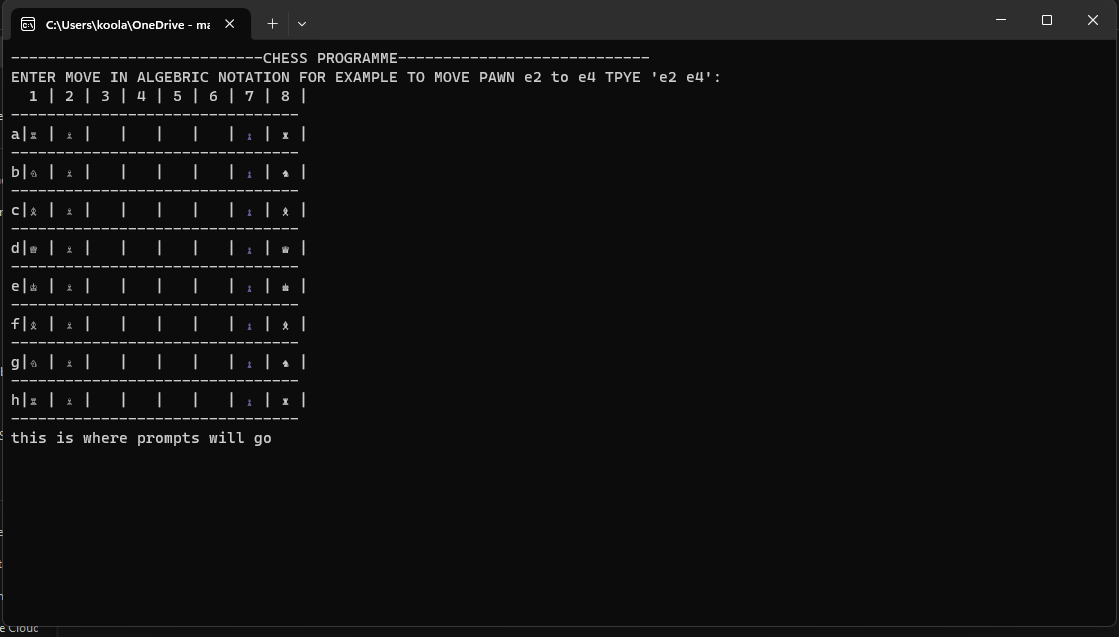 C:\Users\koola\OneDrive - ma
---------------------------CHESS PROGRAMME----------------------------
ENTER MOVE IN ALGEBRIC NOTATION FOR EXAMPLE TO MOVE PAWN e2 to e4 TPYE 'e2 e4':
  1 | 2 | 3 | 4 | 5 | 6 | 7 | 8 |
--------------------------------
a|♖ | ♗ |   |   |   |   | ♝ | ♜ |
--------------------------------
b|♘ | ♗ |   |   |   |   | ♝ | ♞ |
--------------------------------
c|♗ | ♗ |   |   |   |   | ♝ | ♝ |
--------------------------------
d|♕ | ♗ |   |   |   |   | ♝ | ♛ |
--------------------------------
e|♔ | ♗ |   |   |   |   | ♝ | ♚ |
--------------------------------
f|♗ | ♗ |   |   |   |   | ♝ | ♝ |
--------------------------------
g|♘ | ♗ |   |   |   |   | ♝ | ♞ |
--------------------------------
h|♖ | ♗ |   |   |   |   | ♝ | ♜ |
--------------------------------
this is where prompts will go